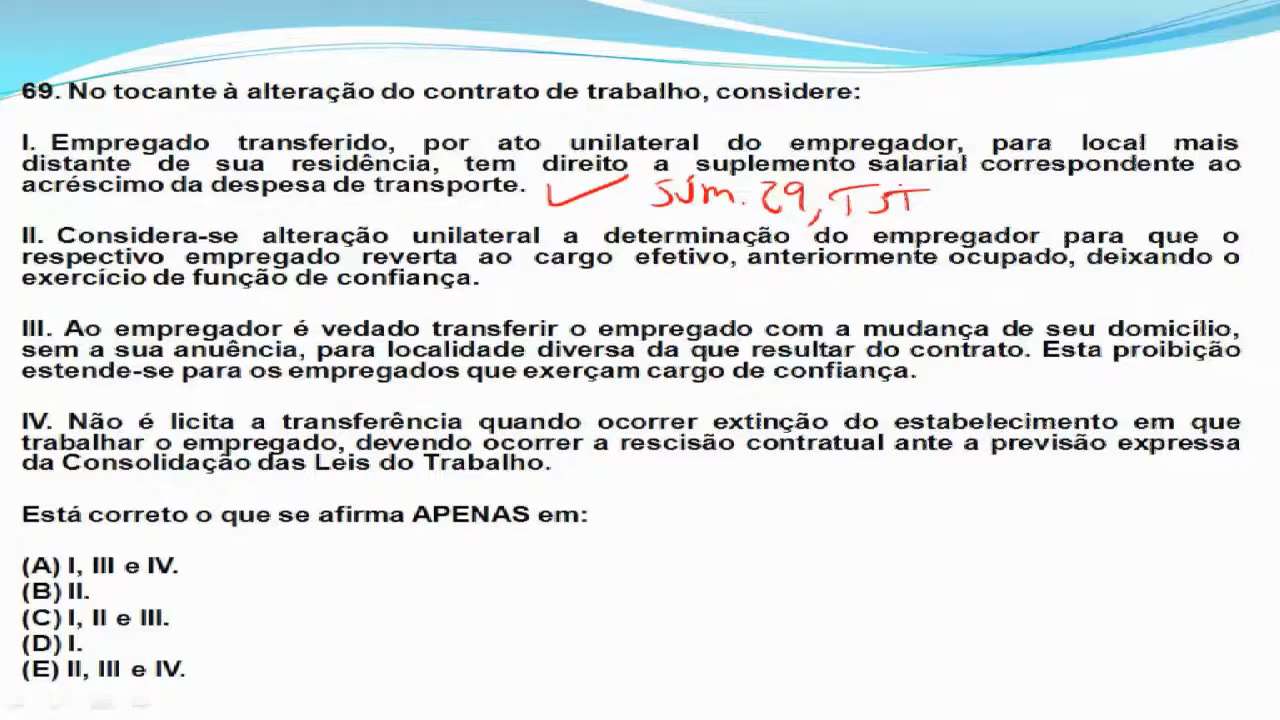 69. No tocante à alteração do contrato de trabalho, considere:
I. Empregado transferido, por ato unilateral do empregador, para local mais
distante de sua residência, tem direito a suplemento salarial correspondente ao
acréscimo da despesa de transporte.
SÚM. 29, TST
II. Considera-se alteração unilateral a determinação do empregador para que o
respectivo empregado reverta ao cargo efetivo, anteriormente ocupado, deixando o
exercício de função de confiança.
III. Ao empregador é vedado transferir o empregado com a mudança de seu domicílio,
sem a sua anuência, para localidade diversa da que resultar do contrato. Esta proibição
estende-se para os empregados que exerçam cargo de confiança.
IV. Não é licita a transferência quando ocorrer extinção do estabelecimento em que
trabalhar o empregado, devendo ocorrer a rescisão contratual ante a previsão expressa
da Consolidação das Leis do Trabalho.
Está correto o que se afirma APENAS em:
(A) I, III e IV.
(B) II.
(C) I, II e III.
(D) I.
(E) II, III e IV.